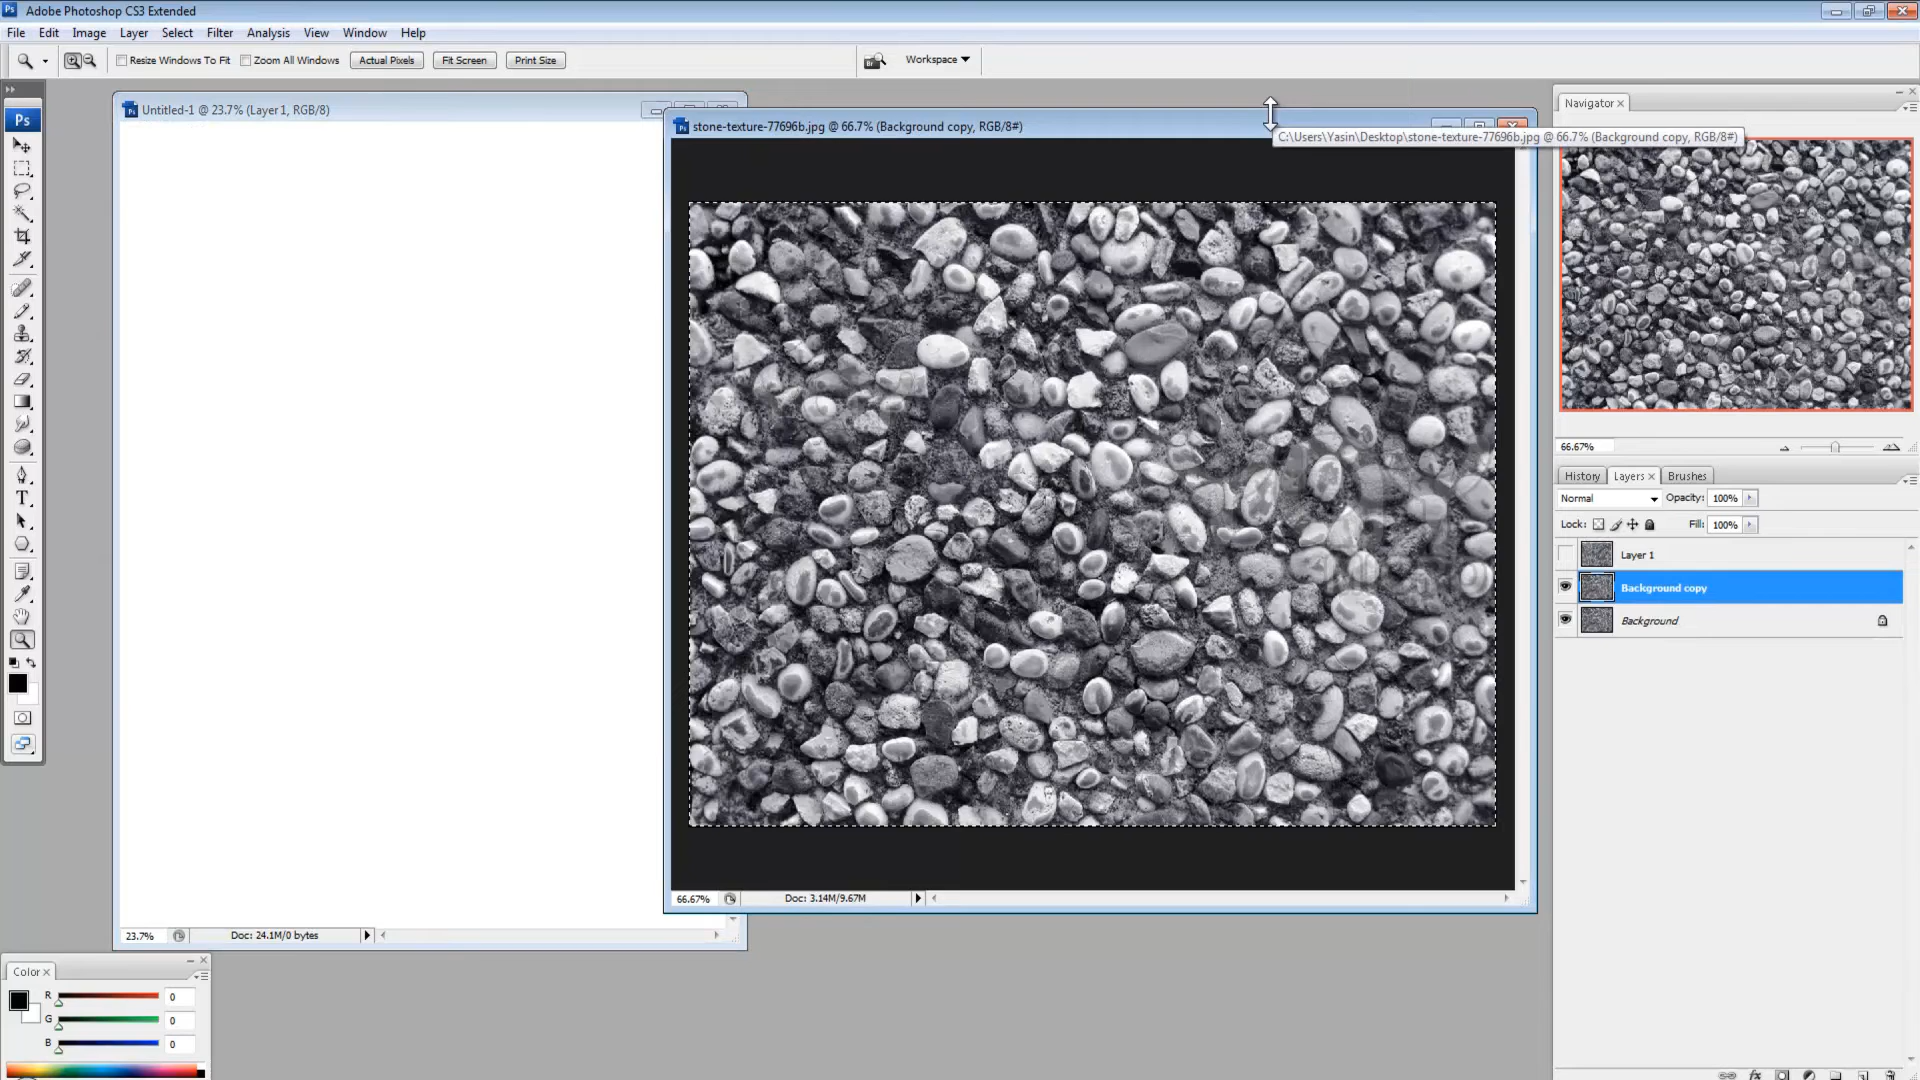 Ps Adobe Photoshop CS3 Extended
File Edit Image Layer Select Filter Analysis View Window Help
Resize Windows To Fit Zoom All Windows Actual Pixels Fit Screen Print Size Br Workspace
Ps
Untitled-1 @ 23.7% (Layer 1, RGB/8)
stone-texture-77696b.jpg @ 66.7% (Background copy, RGB/8#)
C:\Users\Yasin\Desktop\stone-texture-77696b.jpg @ 66.7% (Background copy, RGB/8#)
Navigator
66.67%
History Layers Brushes
Normal Opacity: 100%
Lock: Fill: 100%
Layer 1
Background copy
Background
T
66.67% Doc: 3.14M/9.67M
23.7% Doc: 24.1M/0 bytes
Color
R 0
G 0
B 0
fx